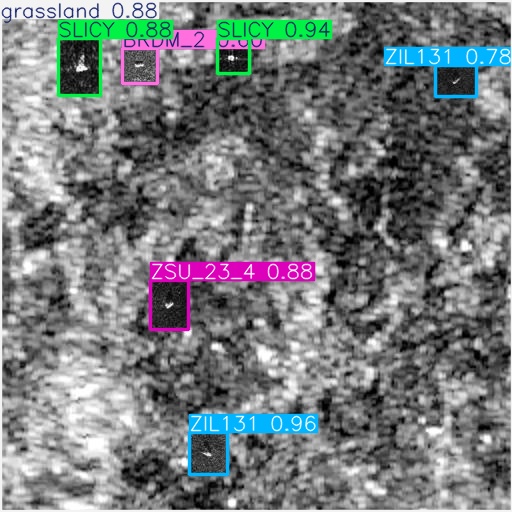 grassland 0.88
SLICY 0.88
BRDM_2
SLICY 0.94
ZIL131 0.78
ZSU_23_4 0.88
ZIL131 0.96